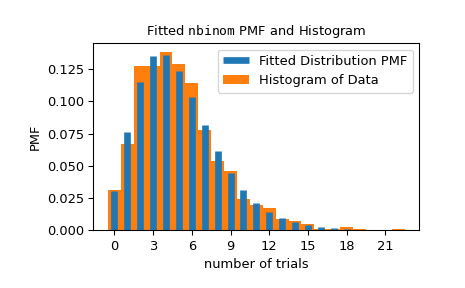 Fitted nbinom PMF and Histogram
Fitted Distribution PMF
Histogram of Data
PMF
0.125
0.100
0.075
0.050
0.025
0.000
0 3 6 9 12 15 18 21
number of trials